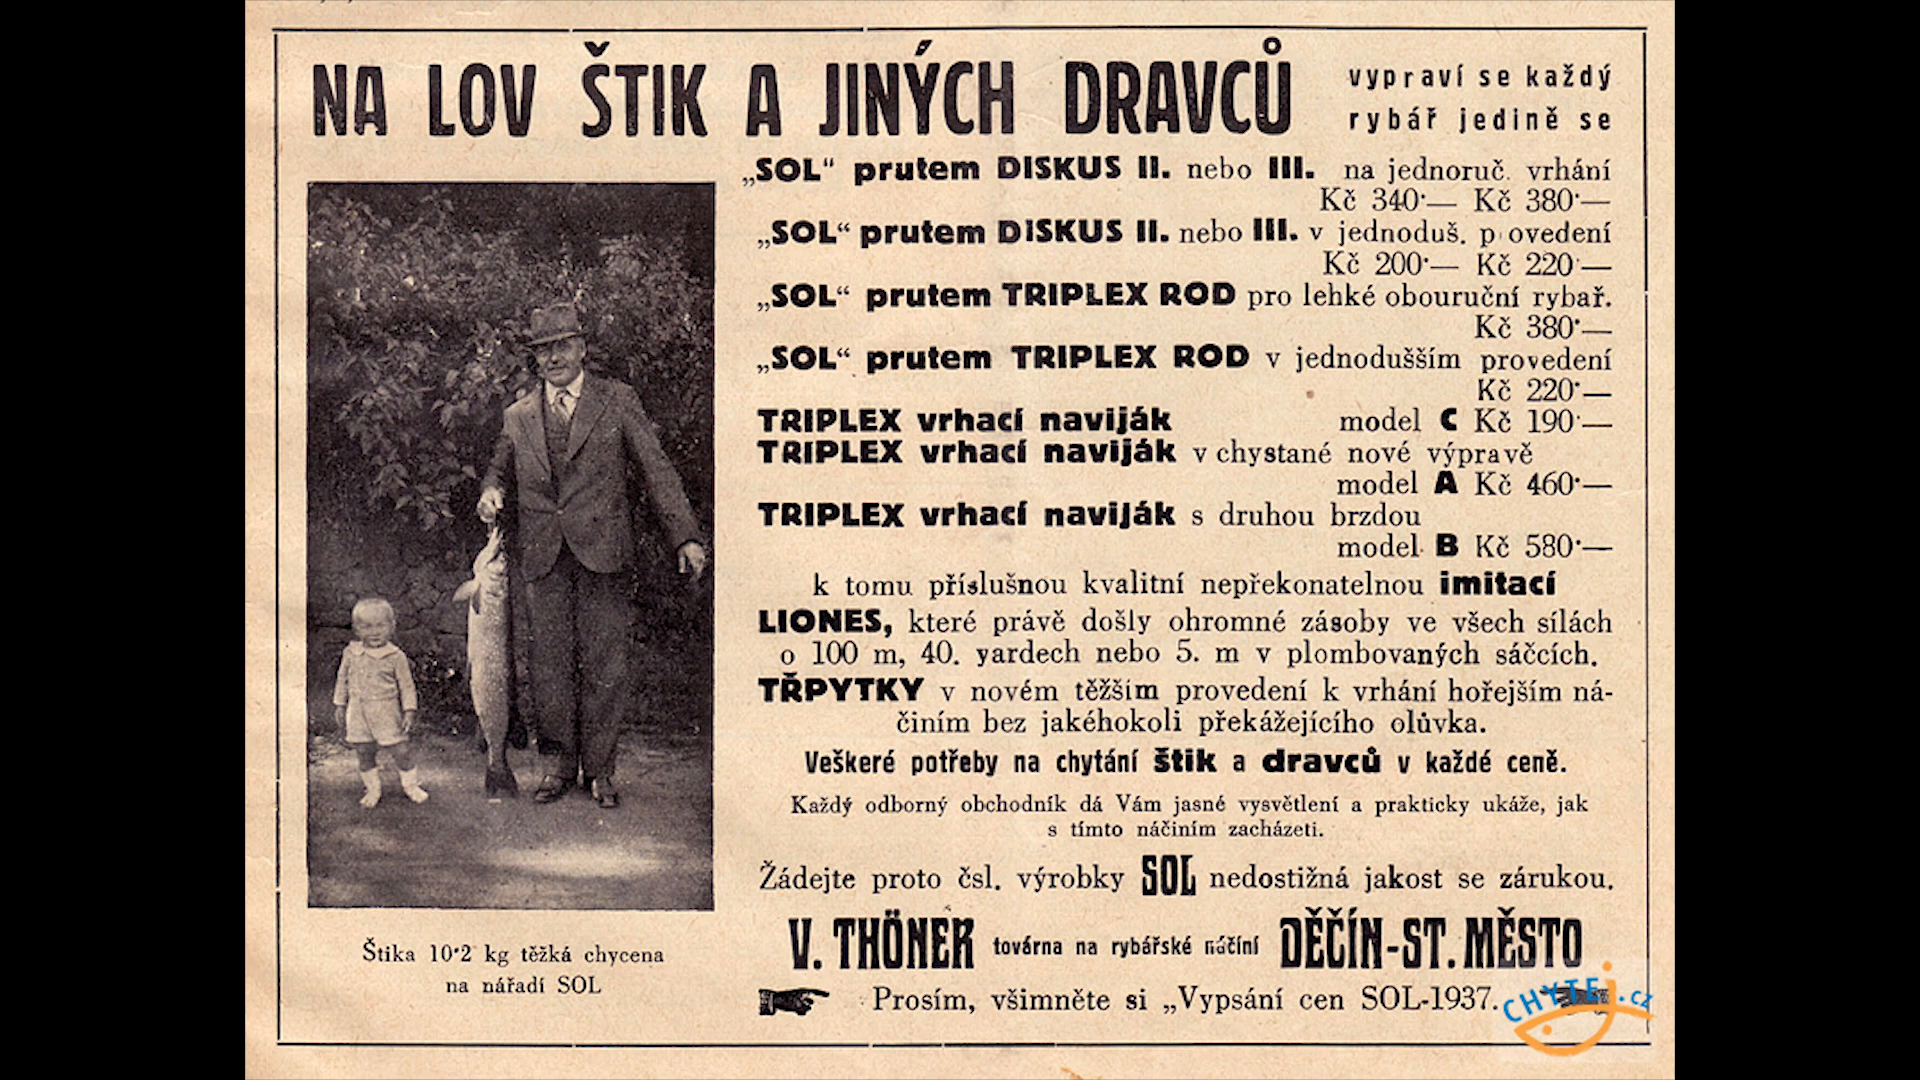 NA LOV ŠTIK A JINÝCH DRAVCŮ
vypraví se každý
rybář jedině se
„SOL“ prutem DISKUS II. nebo III. na jednoruč. vrhání
Kč 340·— Kč 380·—
„SOL“ prutem DISKUS II. nebo III. v jednoduš. p ovedení
Kč 200·— Kč 220·—
„SOL“ prutem TRIPLEX ROD pro lehké obouruční rybař.
Kč 380·—
„SOL“ prutem TRIPLEX ROD v jednodušším provedení
Kč 220·—
TRIPLEX vrhací naviják model C Kč 190·—
TRIPLEX vrhací naviják v chystané nové výpravě
model A Kč 460·—
TRIPLEX vrhací naviják s druhou brzdou
model B Kč 580·—
k tomu příslušnou kvalitní nepřekonatelnou imitací
LIONES, které právě došly ohromné zásoby ve všech sílách
o 100 m, 40. yardech nebo 5. m v plombovaných sáčcích.
TŘPYTKY v novém těžším provedení k vrhání hořejším ná-
činím bez jakéhokoli překážejícího olůvka.
Veškeré potřeby na chytání štik a dravců v každé ceně.
Každý odborný obchodník dá Vám jasné vysvětlení a prakticky ukáže, jak
s tímto náčiním zacházeti.
Žádejte proto čsl. výrobky SOL nedostižná jakost se zárukou.
V. THÖNER továrna na rybářské náčiní DĚČÍN-ST. MĚSTO
Prosím, všimněte si „Vypsání cen SOL-1937.
Štika 10·2 kg těžká chycena
na nářadí SOL
CHYTEJ.CZ